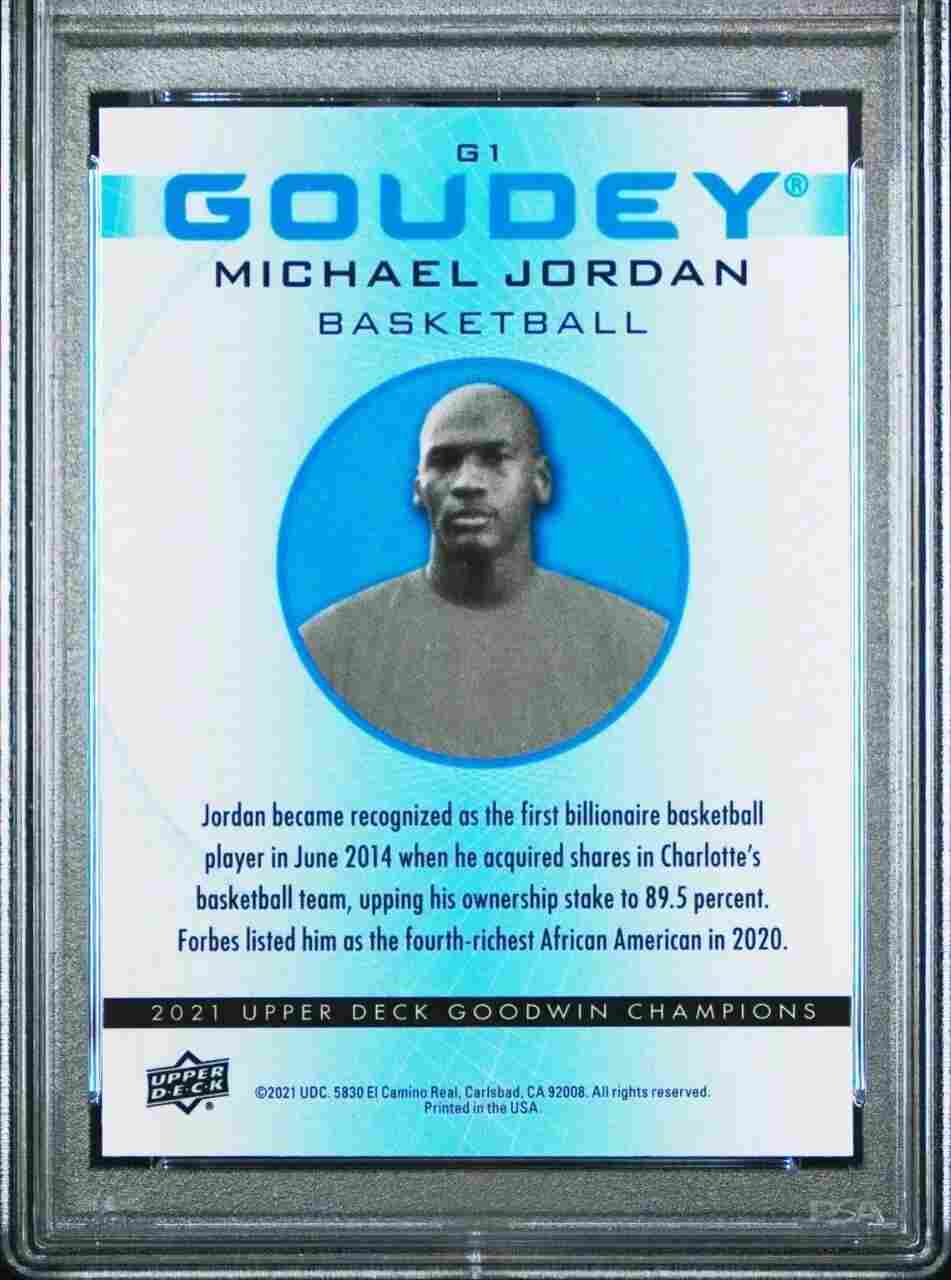 G1
GOUDEY®
MICHAEL JORDAN
BASKETBALL
Jordan became recognized as the first billionaire basketball
player in June 2014 when he acquired shares in Charlotte's
basketball team, upping his ownership stake to 89.5 percent.
Forbes listed him as the fourth-richest African American in 2020.
2021 UPPER DECK GOODWIN CHAMPIONS
UPPER
D·E·C·K®
©2021 UDC. 5830 El Camino Real, Carlsbad, CA 92008. All rights reserved.
Printed in the USA.
PSA